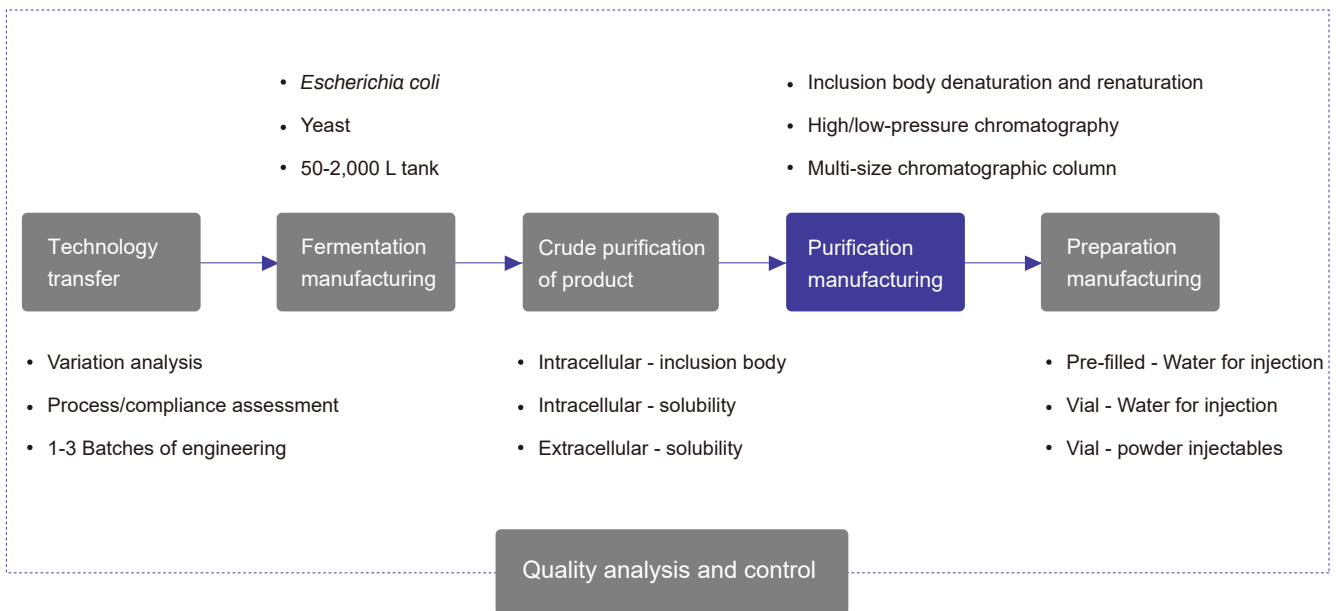 • Escherichia coli
• Yeast
• 50-2,000 L tank
• Inclusion body denaturation and renaturation
• High/low-pressure chromatography
• Multi-size chromatographic column
Technology
transfer
Fermentation
manufacturing
Crude purification
of product
Purification
manufacturing
Preparation
manufacturing
• Variation analysis
• Process/compliance assessment
• 1-3 Batches of engineering
• Intracellular - inclusion body
• Intracellular - solubility
• Extracellular - solubility
• Pre-filled - Water for injection
• Vial - Water for injection
• Vial - powder injectables
Quality analysis and control